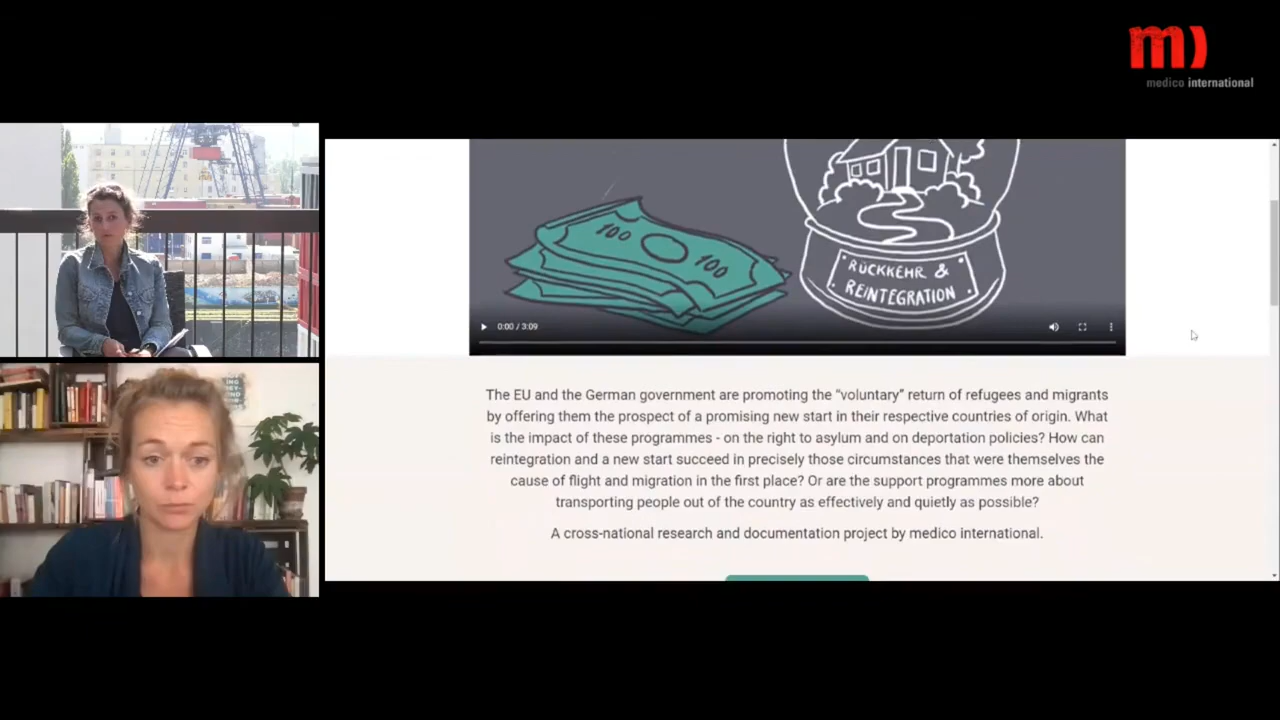 m)
medico international
100
100
RÜCKKEHR &
REINTEGRATION
0:00 / 3:09
The EU and the German government are promoting the “voluntary” return of refugees and migrants
by offering them the prospect of a promising new start in their respective countries of origin. What
is the impact of these programmes - on the right to asylum and on deportation policies? How can
reintegration and a new start succeed in precisely those circumstances that were themselves the
cause of flight and migration in the first place? Or are the support programmes more about
transporting people out of the country as effectively and quietly as possible?
A cross-national research and documentation project by medico international.